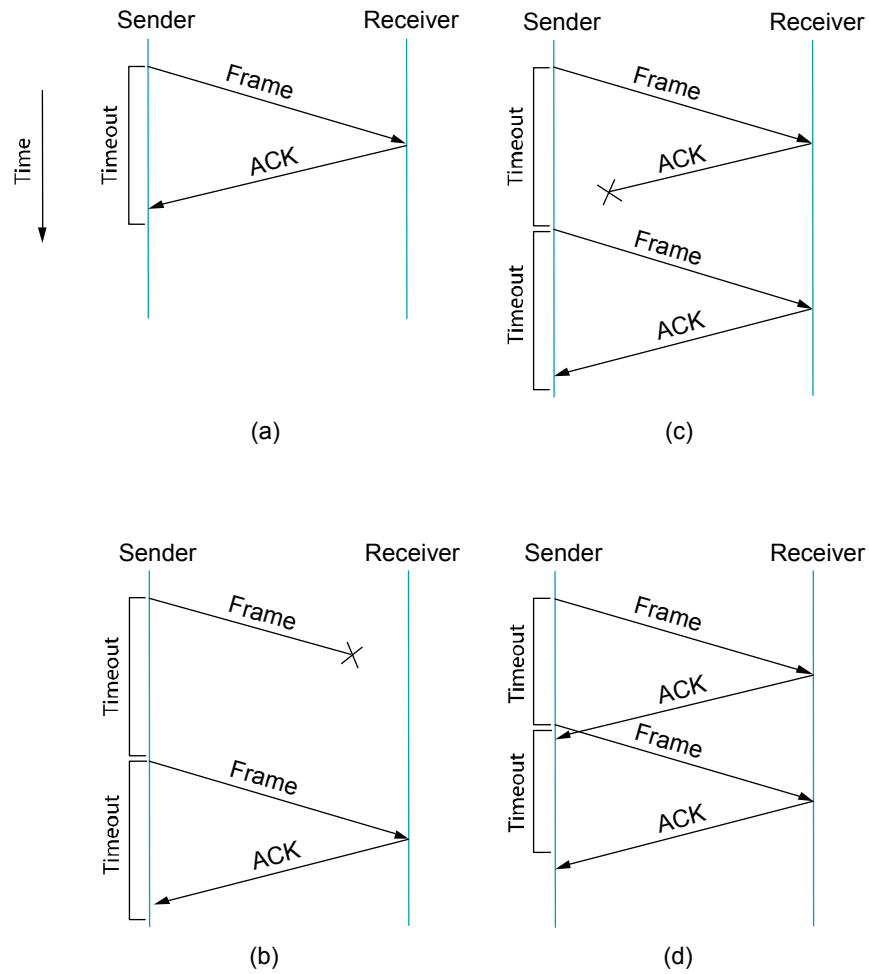 Sender Receiver
Time
Timeout
Frame
ACK
(a)
Sender Receiver
Timeout
Frame
ACK
Timeout
Frame
ACK
(c)
Sender Receiver
Timeout
Frame
Timeout
Frame
ACK
(b)
Sender Receiver
Timeout
Frame
ACK
Timeout
Frame
ACK
(d)